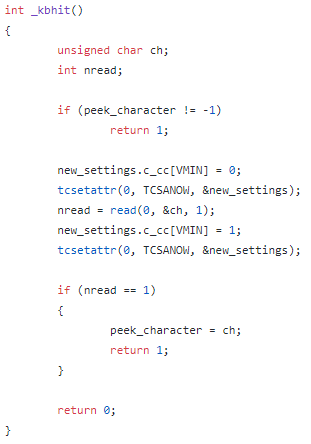 int _kbhit()
{
        unsigned char ch;
        int nread;

        if (peek_character != -1)
                return 1;

        new_settings.c_cc[VMIN] = 0;
        tcsetattr(0, TCSANOW, &new_settings);
        nread = read(0, &ch, 1);
        new_settings.c_cc[VMIN] = 1;
        tcsetattr(0, TCSANOW, &new_settings);

        if (nread == 1)
        {
                peek_character = ch;
                return 1;
        }

        return 0;
}